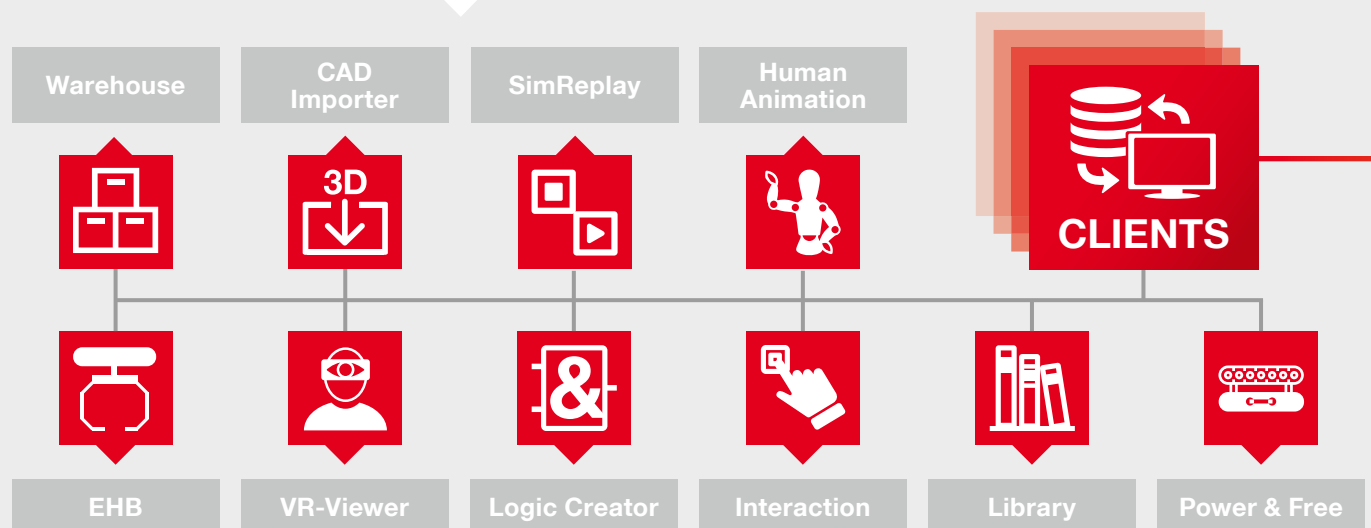 Warehouse
CAD
Importer
SimReplay
Human
Animation
3D
CLIENTS
&
EHB
VR-Viewer
Logic Creator
Interaction
Library
Power & Free